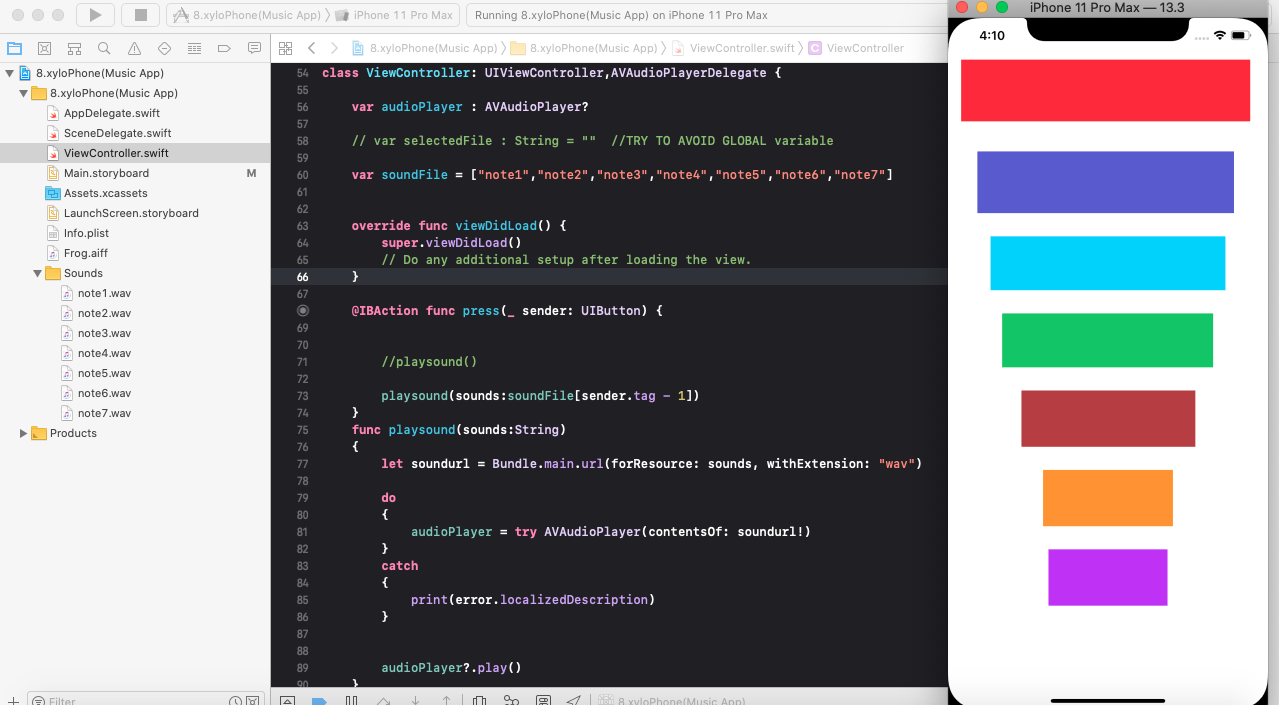 8.xyloPhone(Music App) 〉 iPhone 11 Pro Max
Running 8.xyloPhone(Music App) on iPhone 11 Pro Max
iPhone 11 Pro Max — 13.3
4:10
8.xyloPhone(Music App) 〉 8.xyloPhone(Music App) 〉 ViewController.swift 〉 C ViewController
8.xyloPhone(Music App)
8.xyloPhone(Music App)
AppDelegate.swift
SceneDelegate.swift
ViewController.swift
Main.storyboard M
Assets.xcassets
LaunchScreen.storyboard
Info.plist
Frog.aiff
Sounds
note1.wav
note2.wav
note3.wav
note4.wav
note5.wav
note6.wav
note7.wav
Products
Filter
54 class ViewController: UIViewController,AVAudioPlayerDelegate {
55
56 var audioPlayer : AVAudioPlayer?
57
58 // var selectedFile : String = "" //TRY TO AVOID GLOBAL variable
59
60 var soundFile = ["note1","note2","note3","note4","note5","note6","note7"]
61
62
63 override func viewDidLoad() {
64 super.viewDidLoad()
65 // Do any additional setup after loading the view.
66 }
67
@IBAction func press(_ sender: UIButton) {
69
70
71 //playsound()
72
73 playsound(sounds:soundFile[sender.tag - 1])
74 }
75 func playsound(sounds:String)
76 {
77 let soundurl = Bundle.main.url(forResource: sounds, withExtension: "wav")
78
79 do
80 {
81 audioPlayer = try AVAudioPlayer(contentsOf: soundurl!)
82 }
83 catch
84 {
85 print(error.localizedDescription)
86 }
87
88
89 audioPlayer?.play()
90 }
8.xyloPhone(Music App)